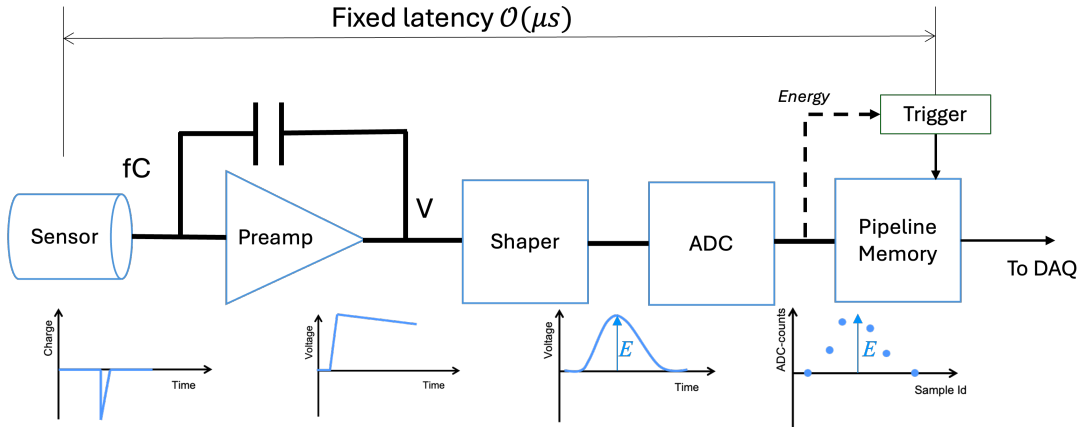 Fixed latency 𝒪(μs)
Energy
Trigger
fC
V
Sensor
Preamp
Shaper
ADC
Pipeline
Memory
To DAQ
Charge
Time
Voltage
Time
Voltage
E
Time
ADC-counts
E
Sample Id